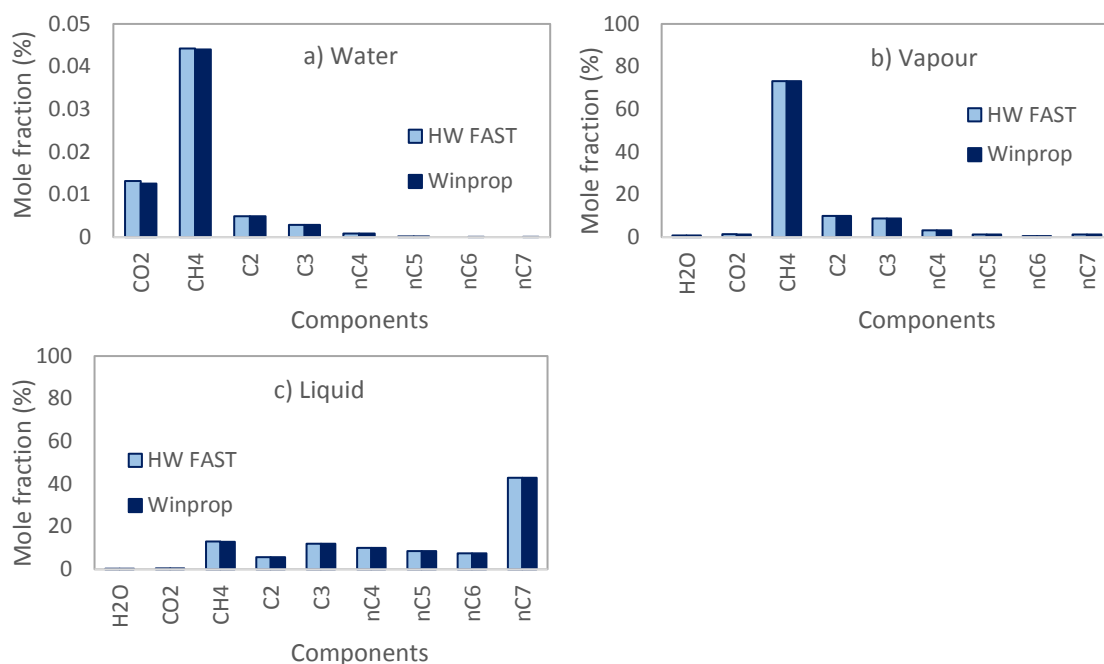 a) Water
Mole fraction (%)
0.05
0.04
0.03
0.02
0.01
0
HW FAST
Winprop
CO2
CH4
C2
C3
nC4
nC5
nC6
nC7
Components
b) Vapour
Mole fraction (%)
100
80
60
40
20
0
HW FAST
Winprop
H2O
CO2
CH4
C2
C3
nC4
nC5
nC6
nC7
Components
c) Liquid
Mole fraction (%)
100
80
60
40
20
0
HW FAST
Winprop
H2O
CO2
CH4
C2
C3
nC4
nC5
nC6
nC7
Components